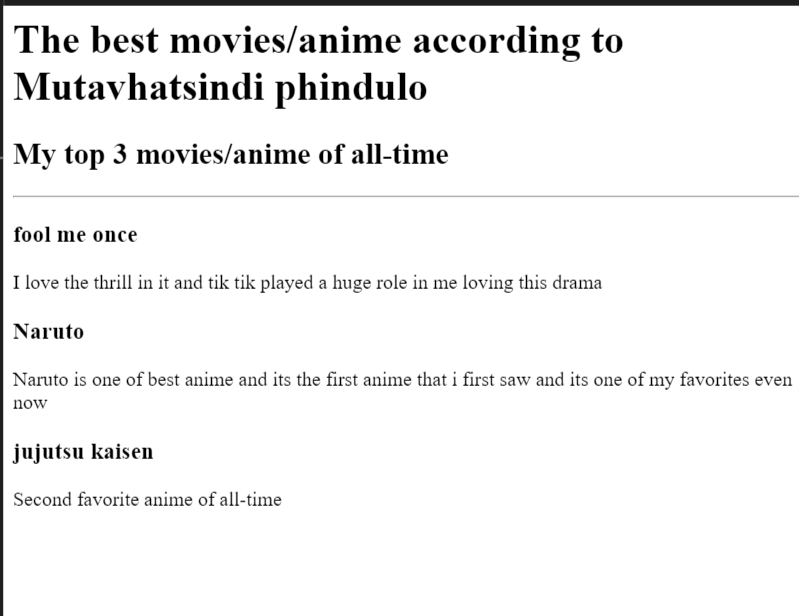 The best movies/anime according to
Mutavhatsindi phindulo
My top 3 movies/anime of all-time
fool me once
I love the thrill in it and tik tik played a huge role in me loving this drama
Naruto
Naruto is one of best anime and its the first anime that i first saw and its one of my favorites even
now
jujutsu kaisen
Second favorite anime of all-time